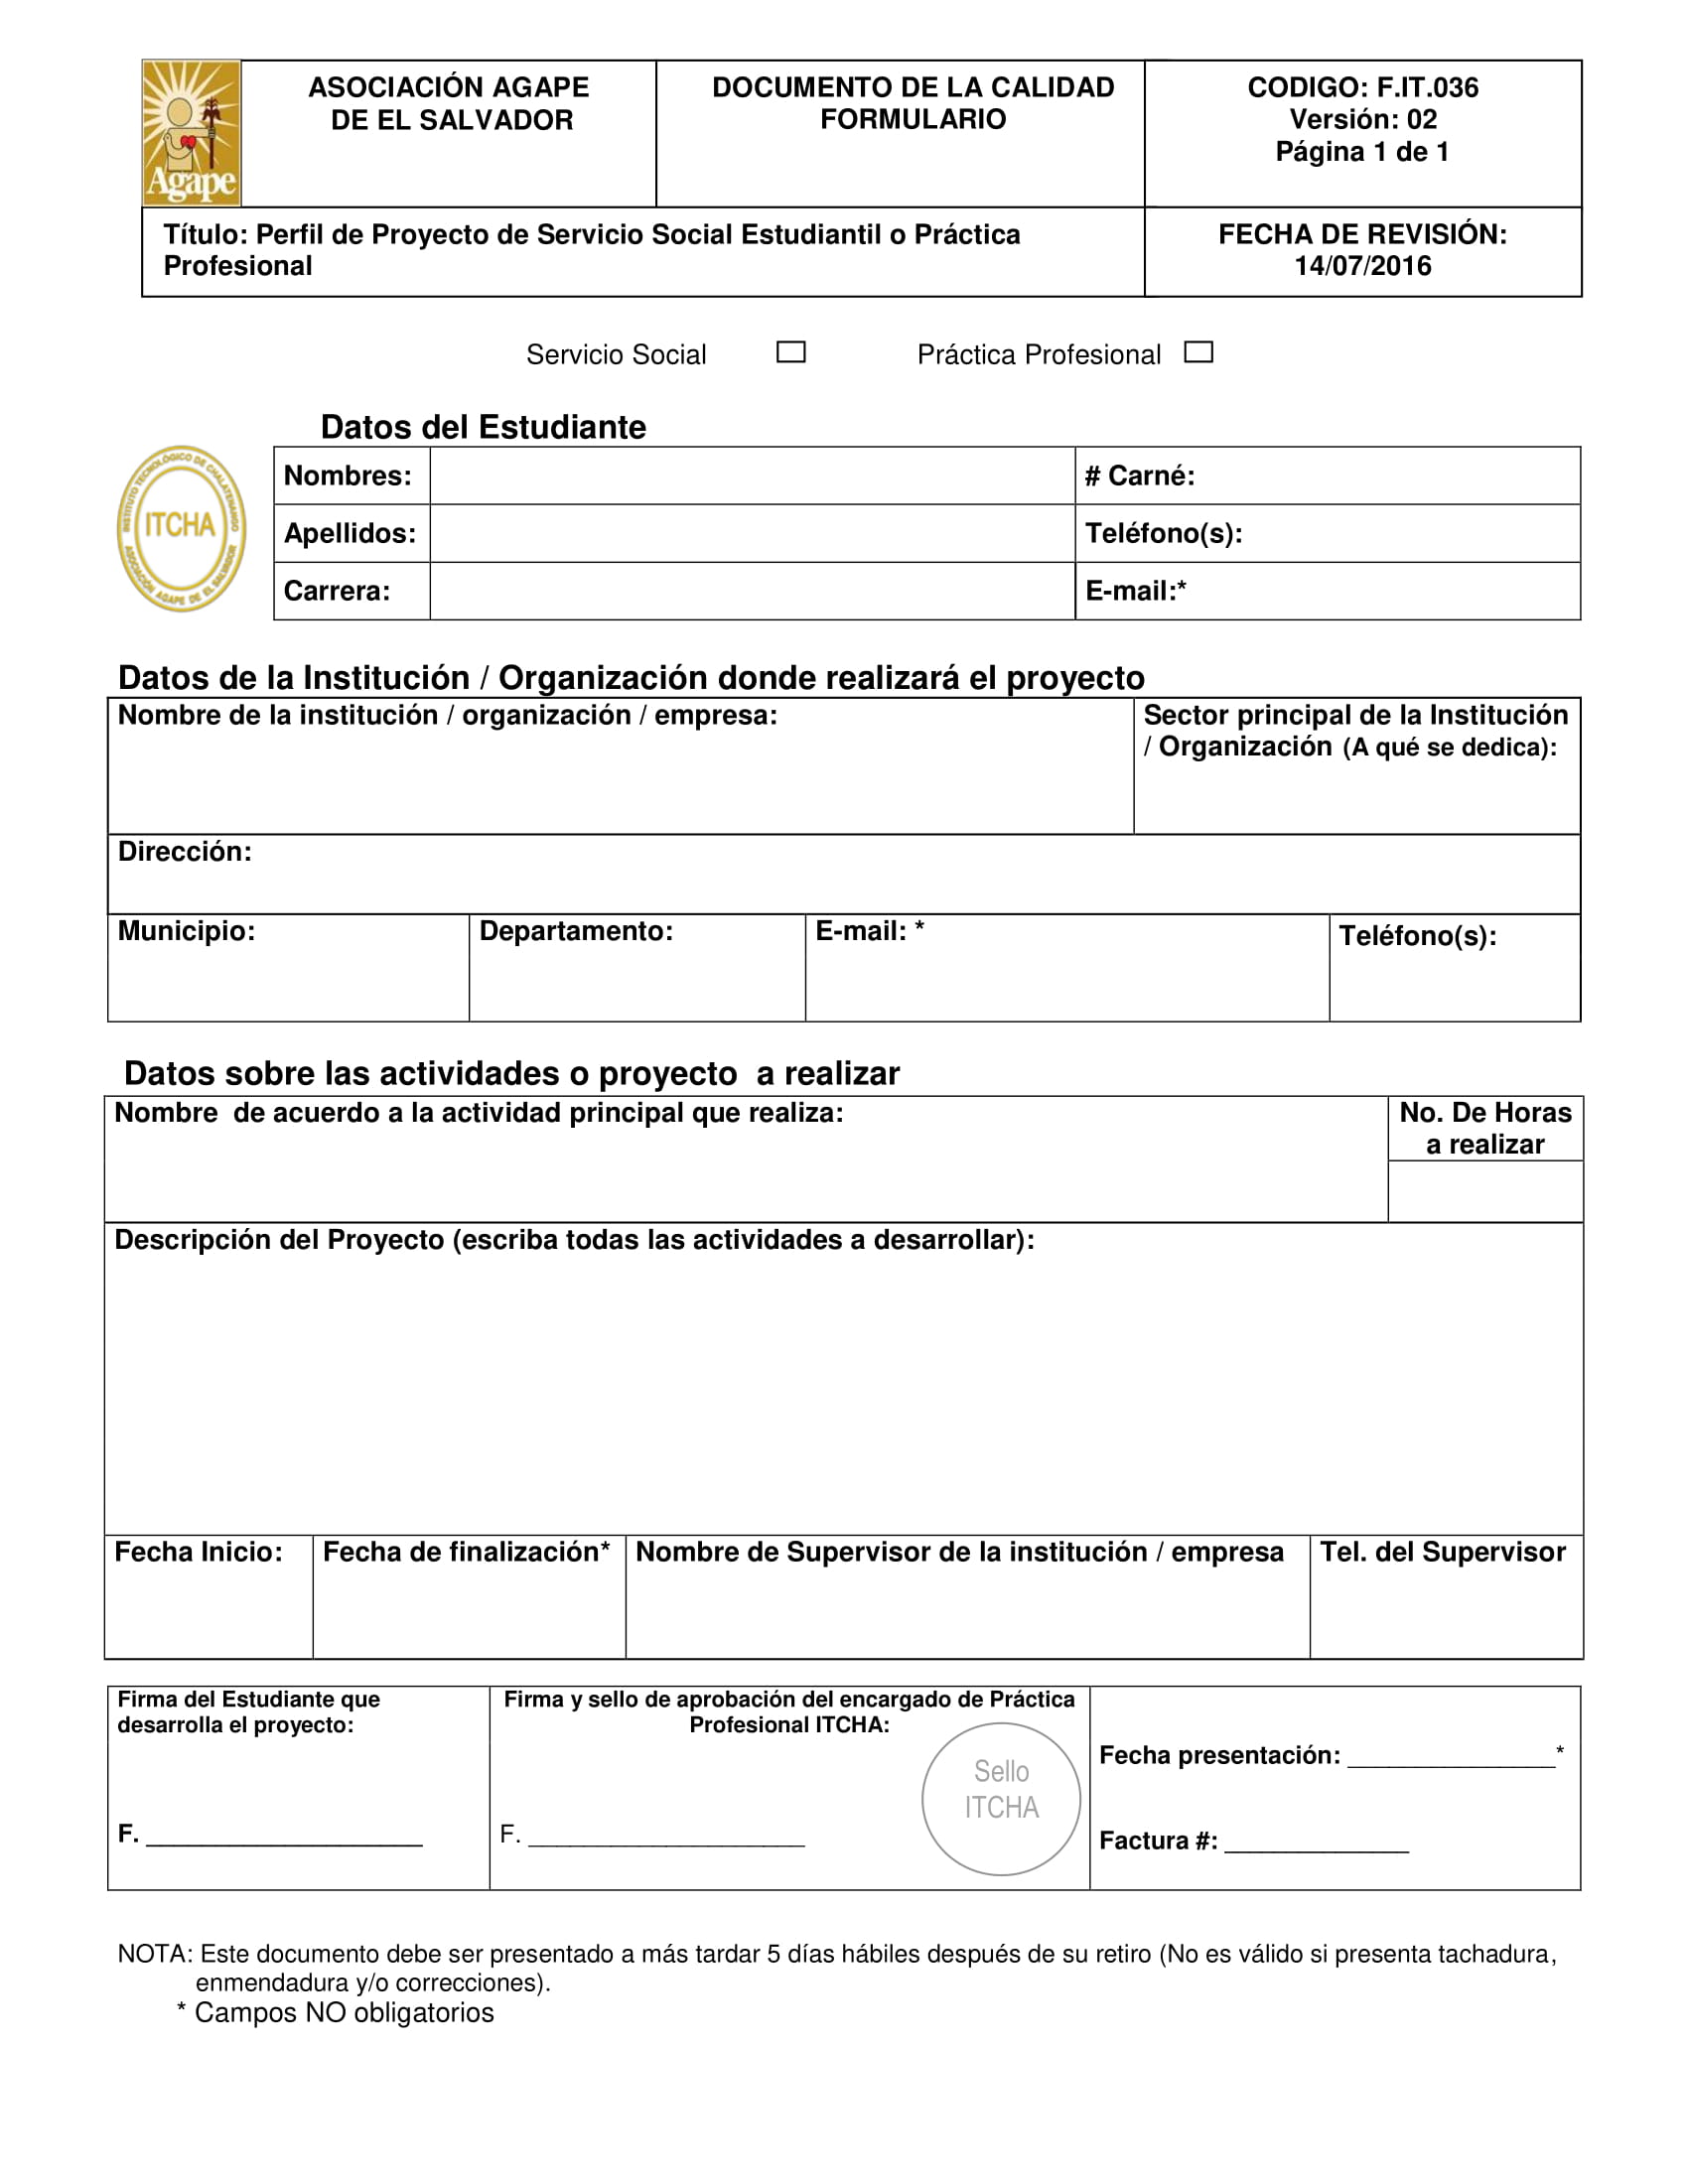 Agape
ASOCIACIÓN AGAPE
DE EL SALVADOR
DOCUMENTO DE LA CALIDAD
FORMULARIO
CODIGO: F.IT.036
Versión: 02
Página 1 de 1
Título: Perfil de Proyecto de Servicio Social Estudiantil o Práctica
Profesional
FECHA DE REVISIÓN:
14/07/2016
Servicio Social
Práctica Profesional
Datos del Estudiante
INSTITUTO TECNOLÓGICO DE CHALATENANGO
ITCHA
ASOCIACIÓN AGAPE DE EL SALVADOR
Nombres:
# Carné:
Apellidos:
Teléfono(s):
Carrera:
E-mail:*
Datos de la Institución / Organización donde realizará el proyecto
Nombre de la institución / organización / empresa:
Sector principal de la Institución
/ Organización (A qué se dedica):
Dirección:
Municipio:
Departamento:
E-mail: *
Teléfono(s):
Datos sobre las actividades o proyecto  a realizar
Nombre  de acuerdo a la actividad principal que realiza:
No. De Horas
a realizar
Descripción del Proyecto (escriba todas las actividades a desarrollar):
Fecha Inicio:
Fecha de finalización*
Nombre de Supervisor de la institución / empresa
Tel. del Supervisor
Firma del Estudiante que
desarrolla el proyecto:
F. _____________________
Firma y sello de aprobación del encargado de Práctica
Profesional ITCHA:
Sello
ITCHA
F. _____________________
Fecha presentación: ________________*
Factura #: ______________
NOTA: Este documento debe ser presentado a más tardar 5 días hábiles después de su retiro (No es válido si presenta tachadura,
enmendadura y/o correcciones).
* Campos NO obligatorios